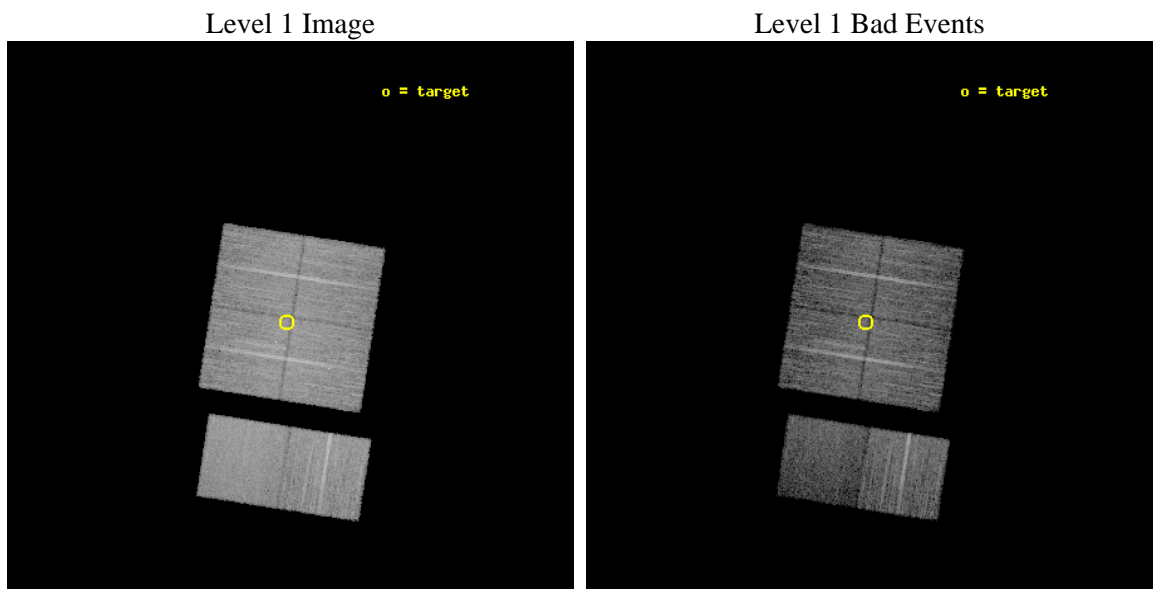 Level 1 Image
Level 1 Bad Events
o = target
o = target